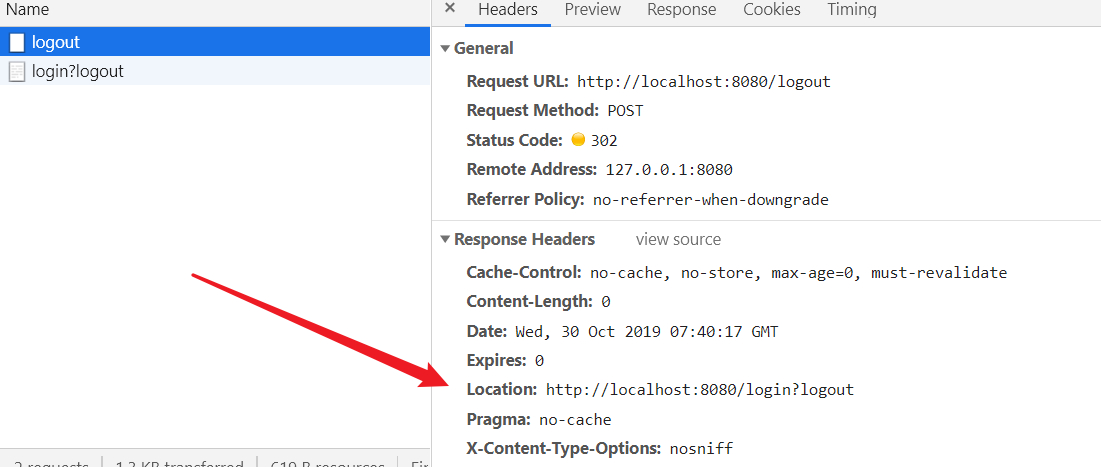 Name
logout
login?logout
× Headers Preview Response Cookies Timing
General
Request URL: http://localhost:8080/logout
Request Method: POST
Status Code: 302
Remote Address: 127.0.0.1:8080
Referrer Policy: no-referrer-when-downgrade
Response Headers view source
Cache-Control: no-cache, no-store, max-age=0, must-revalidate
Content-Length: 0
Date: Wed, 30 Oct 2019 07:40:17 GMT
Expires: 0
Location: http://localhost:8080/login?logout
Pragma: no-cache
X-Content-Type-Options: nosniff
2 requests 1.3 KB transferred 619 B resources